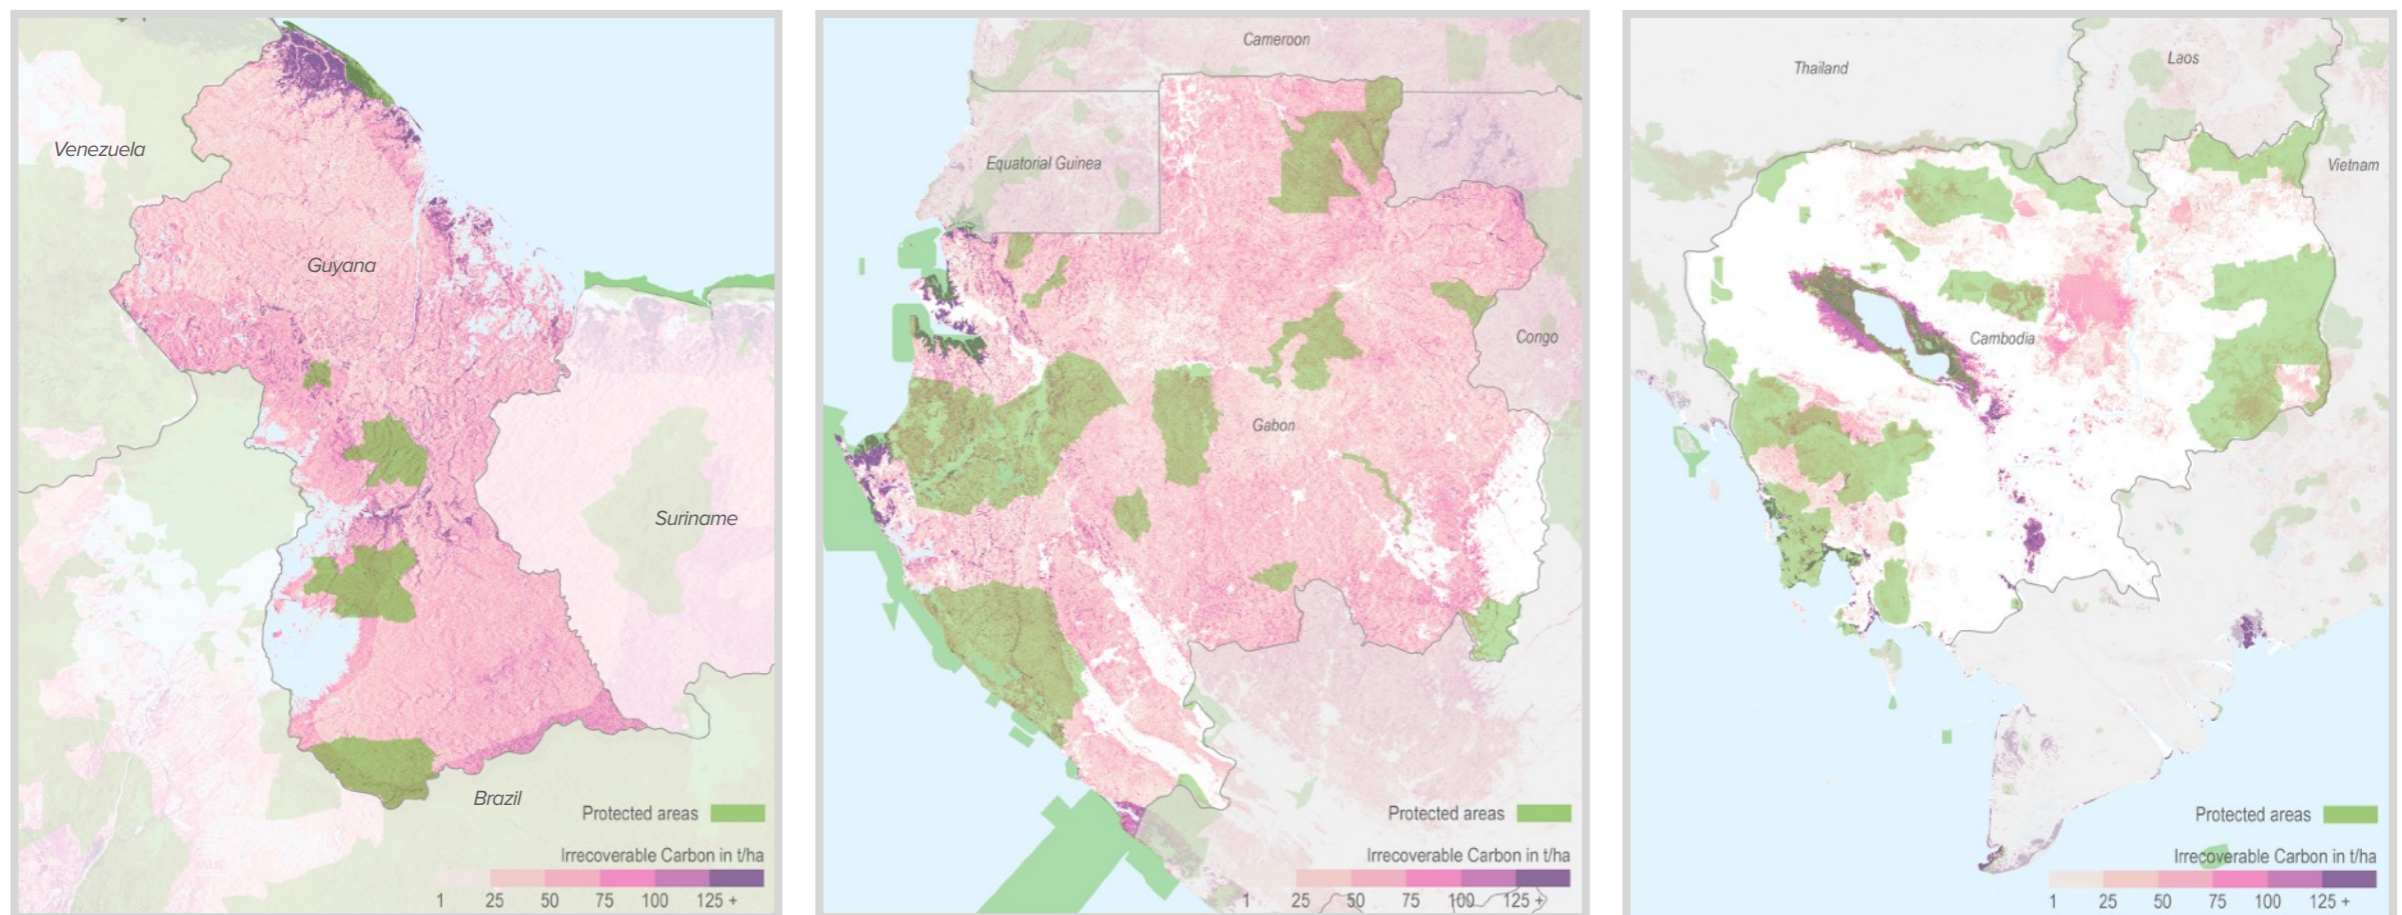 Venezuela
Guyana
Suriname
Brazil
Protected areas
Irrecoverable Carbon in t/ha
1 25 50 75 100 125 +
Cameroon
Equatorial Guinea
Congo
Gabon
Protected areas
Irrecoverable Carbon in t/ha
1 25 50 75 100 125 +
Thailand
Laos
Vietnam
Cambodia
Protected areas
Irrecoverable Carbon in t/ha
1 25 50 75 100 125 +